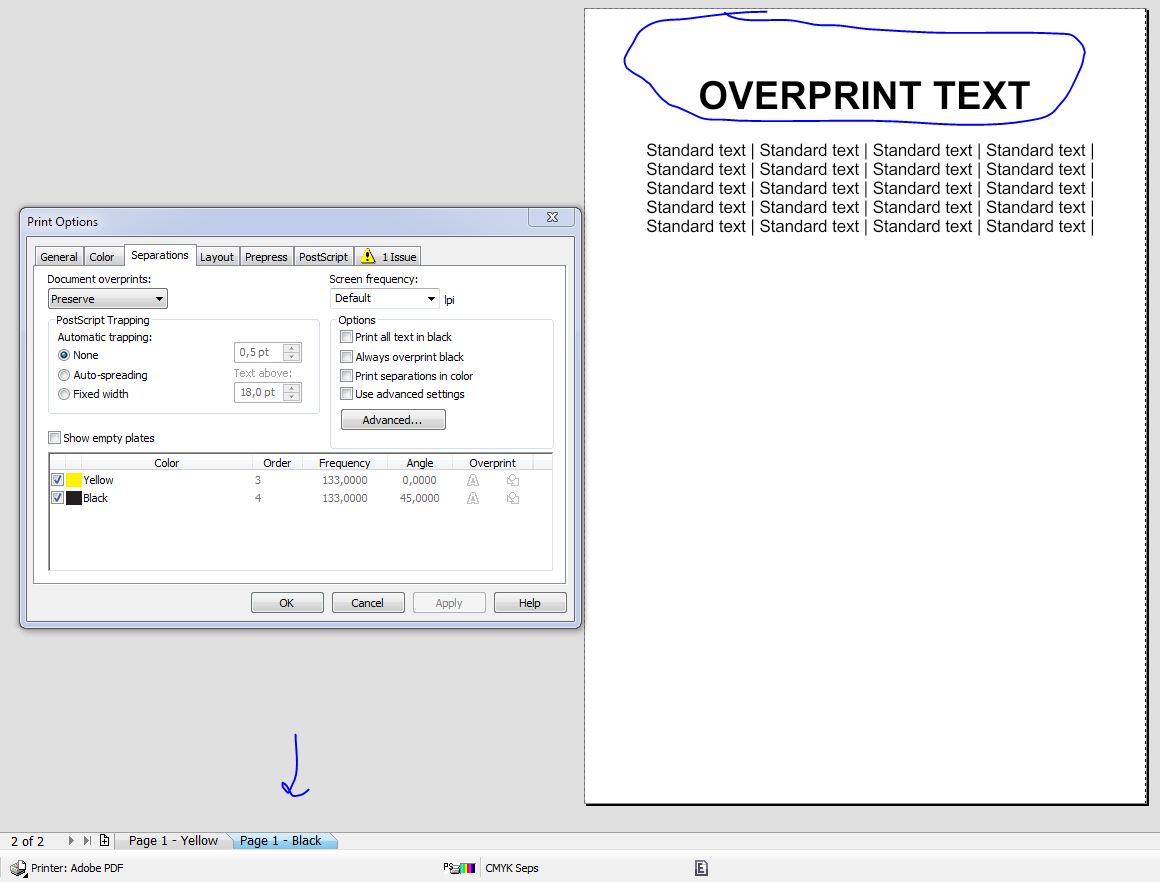 OVERPRINT TEXT
Standard text | Standard text | Standard text | Standard text |
Standard text | Standard text | Standard text | Standard text |
Standard text | Standard text | Standard text | Standard text |
Standard text | Standard text | Standard text | Standard text |
Standard text | Standard text | Standard text | Standard text |
Print Options
General Color Separations Layout Prepress PostScript 1 Issue
Document overprints: Screen frequency:
Preserve Default lpi
PostScript Trapping Options
Automatic trapping: Print all text in black
None 0,5 pt Always overprint black
Auto-spreading Text above: Print separations in color
Fixed width 18,0 pt Use advanced settings
Advanced...
Show empty plates
Color Order Frequency Angle Overprint
Yellow 3 133,0000 0,0000
Black 4 133,0000 45,0000
OK Cancel Apply Help
2 of 2 Page 1 - Yellow Page 1 - Black
Printer: Adobe PDF PS CMYK Seps E